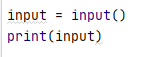 input = input()
print(input)